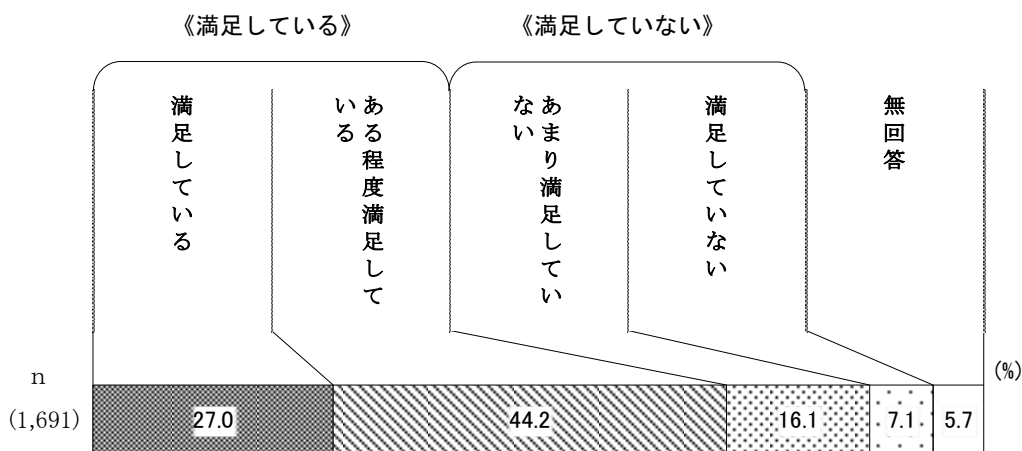 《満足している》
《満足していない》
満足している
ある程度満足して
いる
あまり満足してい
ない
満足していない
無回答
(%)
n
(1,691)
27.0
44.2
16.1
7.1
5.7